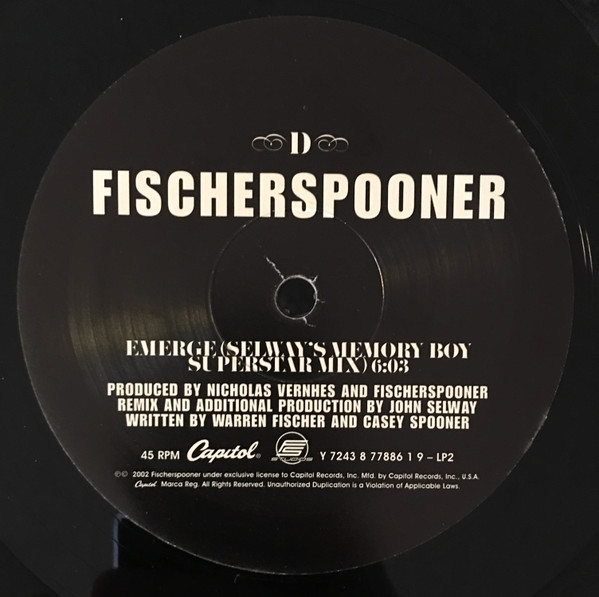 D
FISCHERSPOONER
EMERGE (SELWAY'S MEMORY BOY
SUPERSTAR MIX) 6:03
PRODUCED BY NICHOLAS VERNHES AND FISCHERSPOONER
REMIX AND ADDITIONAL PRODUCTION BY JOHN SELWAY
WRITTEN BY WARREN FISCHER AND CASEY SPOONER
45 RPM Capitol® FS STUDIOS Y 7243 8 77886 1 9 – LP2
℗© 2002 Fischerspooner under exclusive license to Capitol Records, Inc. Mfd. by Capitol Records, Inc., U.S.A.
Capitol Marca Reg. All Rights Reserved. Unauthorized Duplication is a Violation of Applicable Laws.